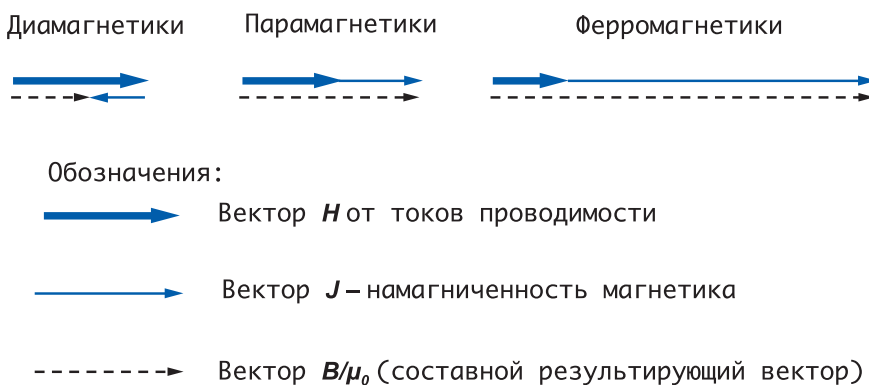 Диамагнетики Парамагнетики Ферромагнетики
Обозначения:
Вектор H от токов проводимости
Вектор J – намагниченность магнетика
Вектор B/μ₀ (составной результирующий вектор)